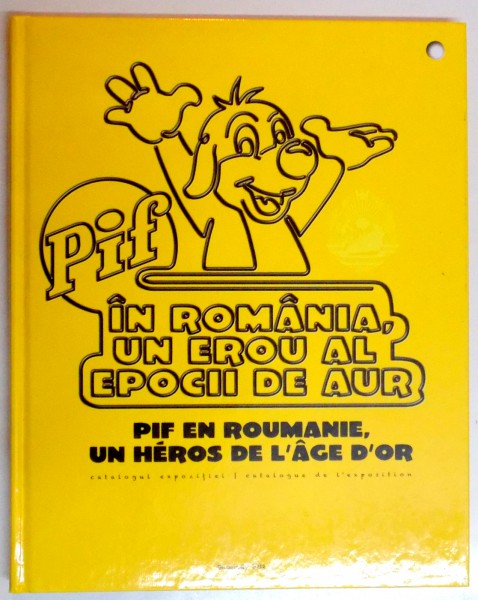 Pif
ÎN ROMÂNIA,
UN EROU AL
EPOCII DE AUR
PIF EN ROUMANIE,
UN HÉROS DE L'ÂGE D'OR
catalogul expoziției | catalogue de l'exposition